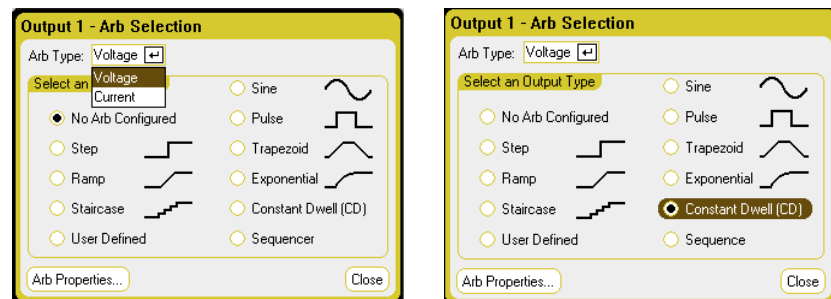 Output 1 - Arb Selection
Arb Type: Voltage
Voltage
Current
Select an
Sine
No Arb Configured
Pulse
Step
Trapezoid
Ramp
Exponential
Staircase
Constant Dwell (CD)
User Defined
Sequencer
Arb Properties...
Close
Output 1 - Arb Selection
Arb Type: Voltage
Select an Output Type
Sine
No Arb Configured
Pulse
Step
Trapezoid
Ramp
Exponential
Staircase
Constant Dwell (CD)
User Defined
Sequence
Arb Properties...
Close